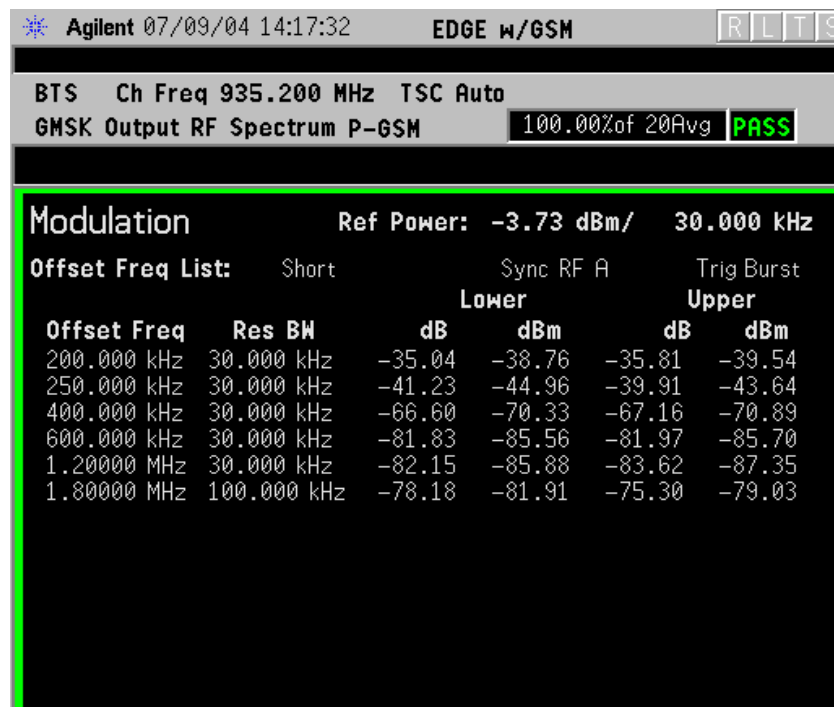 Agilent 07/09/04 14:17:32 EDGE w/GSM R L T S
BTS Ch Freq 935.200 MHz TSC Auto
GMSK Output RF Spectrum P-GSM 100.00%of 20Avg PASS
Modulation Ref Power: -3.73 dBm/ 30.000 kHz
Offset Freq List: Short Sync RF A Trig Burst
Lower Upper
Offset Freq Res BW dB dBm dB dBm
200.000 kHz 30.000 kHz -35.04 -38.76 -35.81 -39.54
250.000 kHz 30.000 kHz -41.23 -44.96 -39.91 -43.64
400.000 kHz 30.000 kHz -66.60 -70.33 -67.16 -70.89
600.000 kHz 30.000 kHz -81.83 -85.56 -81.97 -85.70
1.20000 MHz 30.000 kHz -82.15 -85.88 -83.62 -87.35
1.80000 MHz 100.000 kHz -78.18 -81.91 -75.30 -79.03